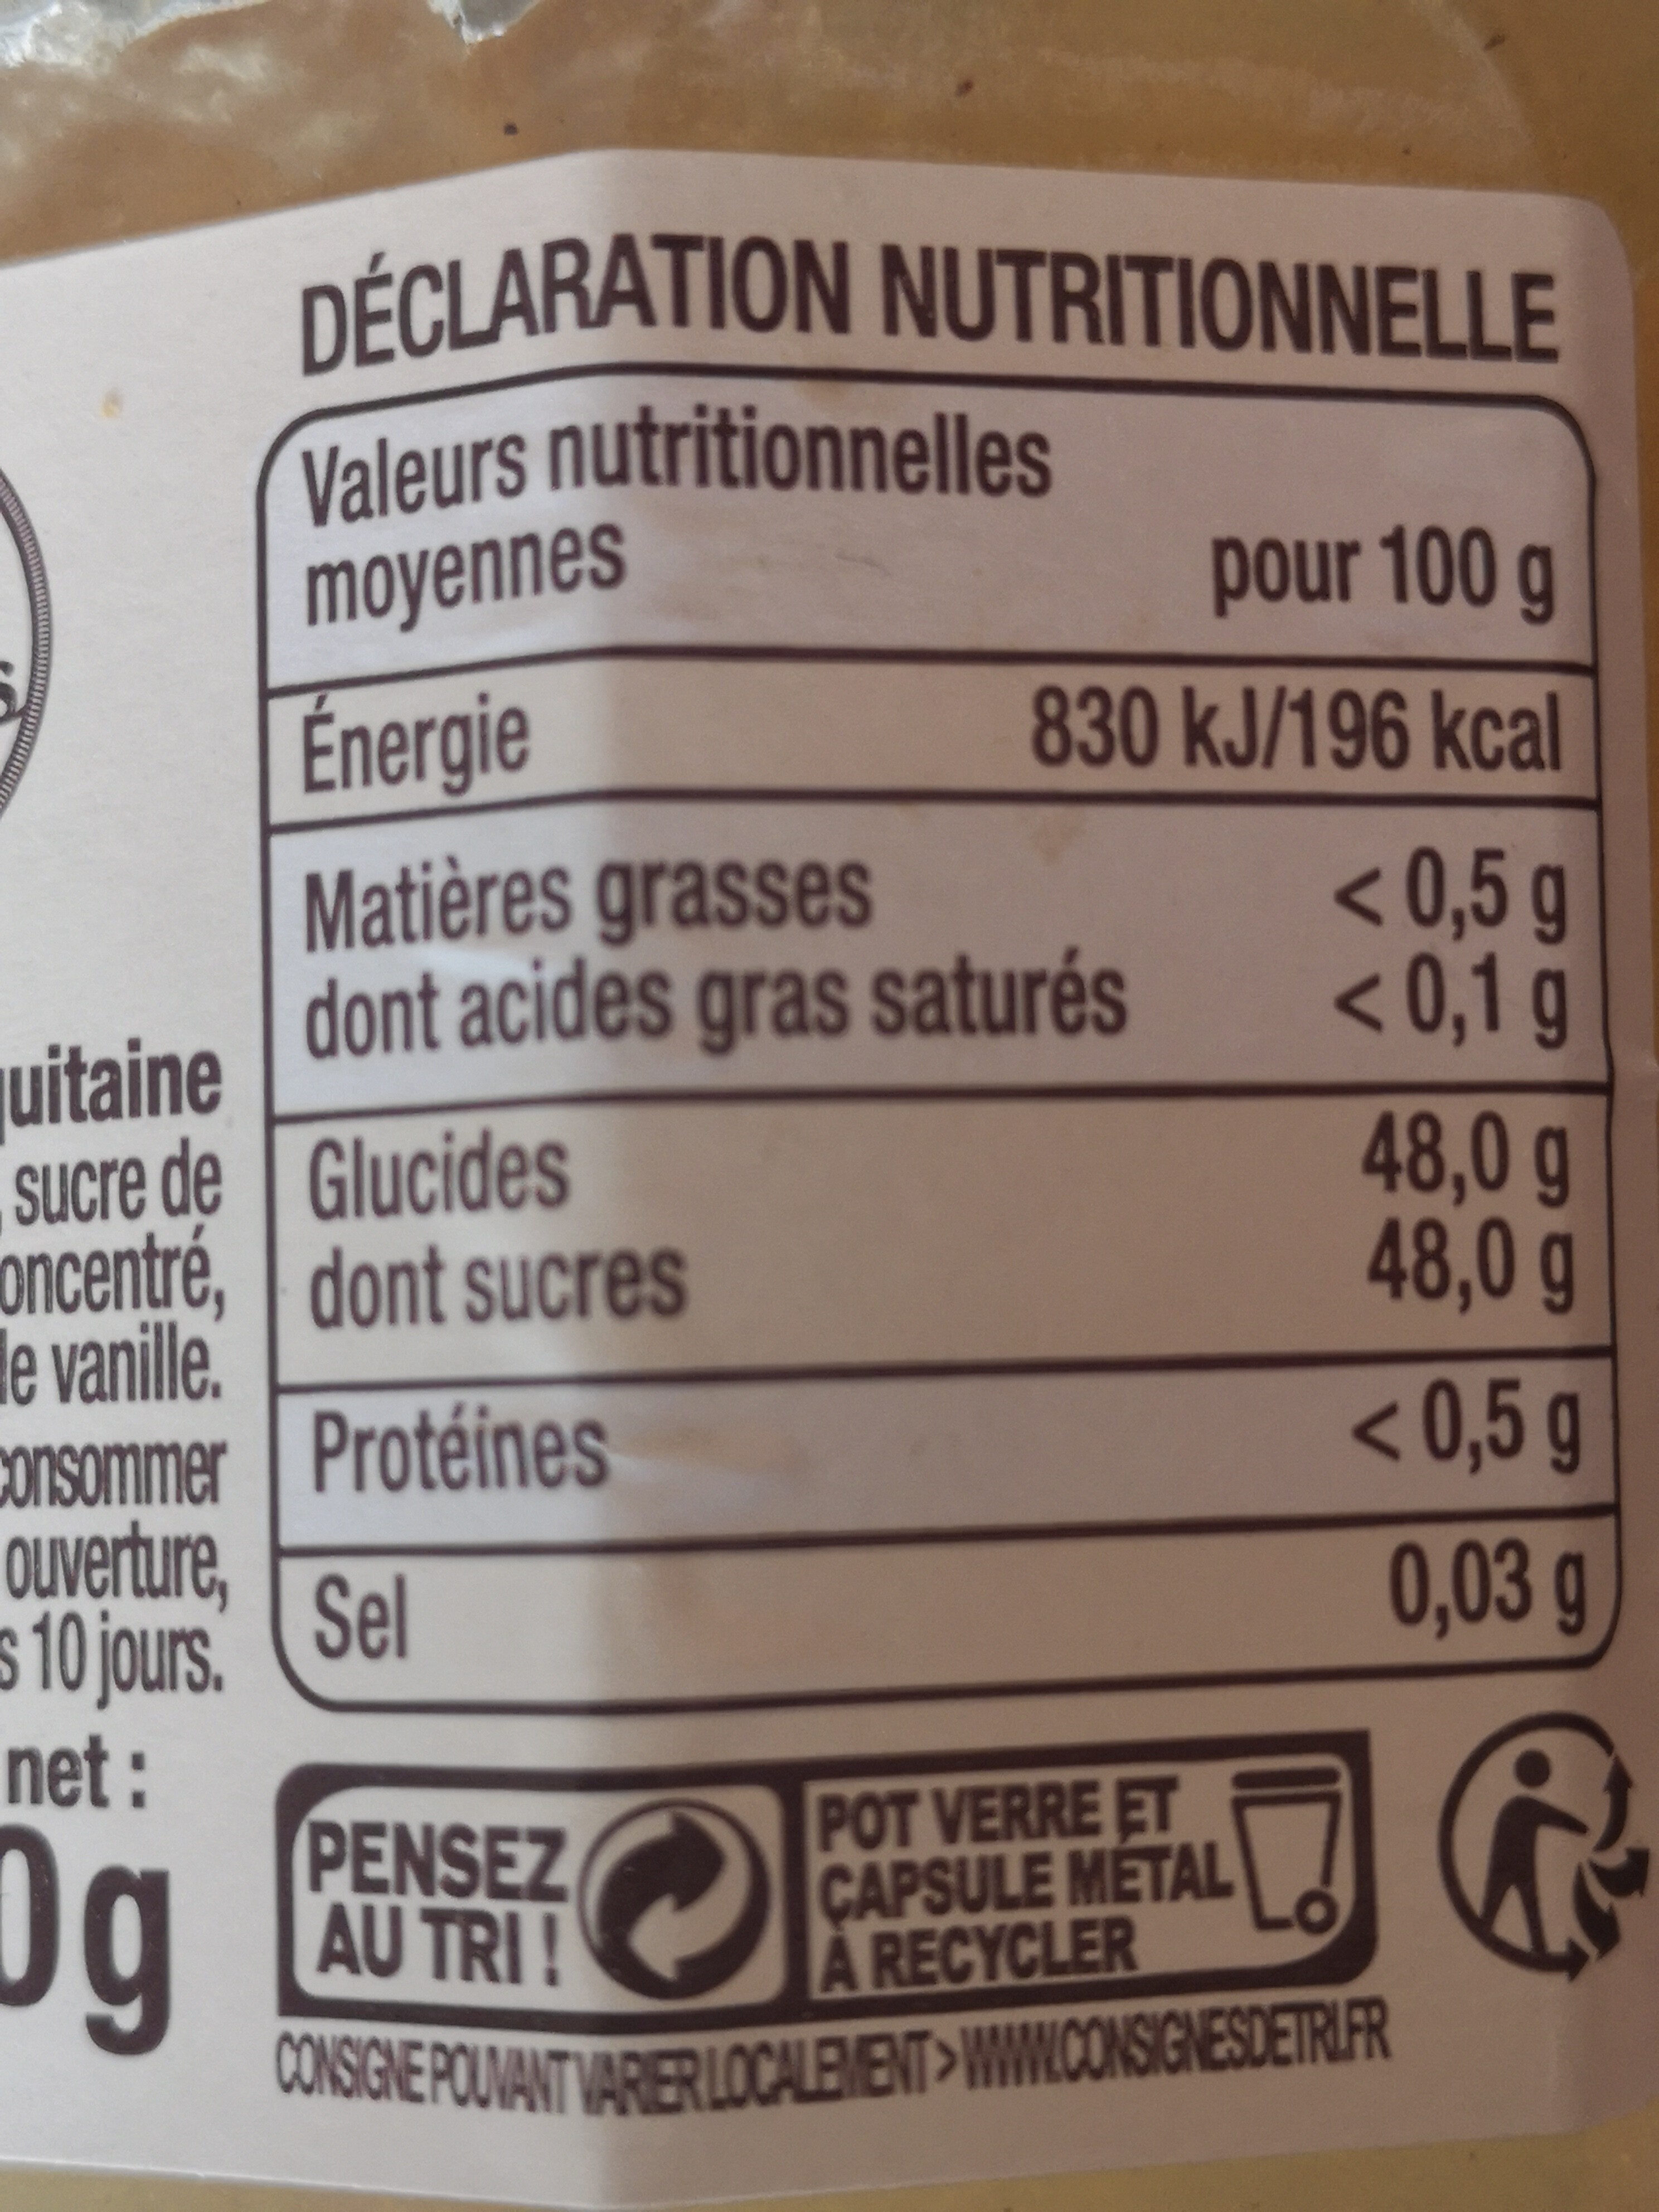 DÉCLARATION NUTRITIONNELLE
Valeurs nutritionnelles
moyennes pour 100 g
Énergie 830 kJ/196 kcal
Matières grasses < 0,5 g
dont acides gras saturés < 0,1 g
Glucides 48,0 g
dont sucres 48,0 g
Protéines < 0,5 g
Sel 0,03 g
uitaine
sucre de
oncentré,
le vanille.
consommer
ouverture,
s 10 jours.
net :
0g
PENSEZ
AU TRI !
POT VERRE ET
CAPSULE MÉTAL
À RECYCLER
CONSIGNE POUVANT VARIER LOCALEMENT > WWW.CONSIGNESDETRI.FR